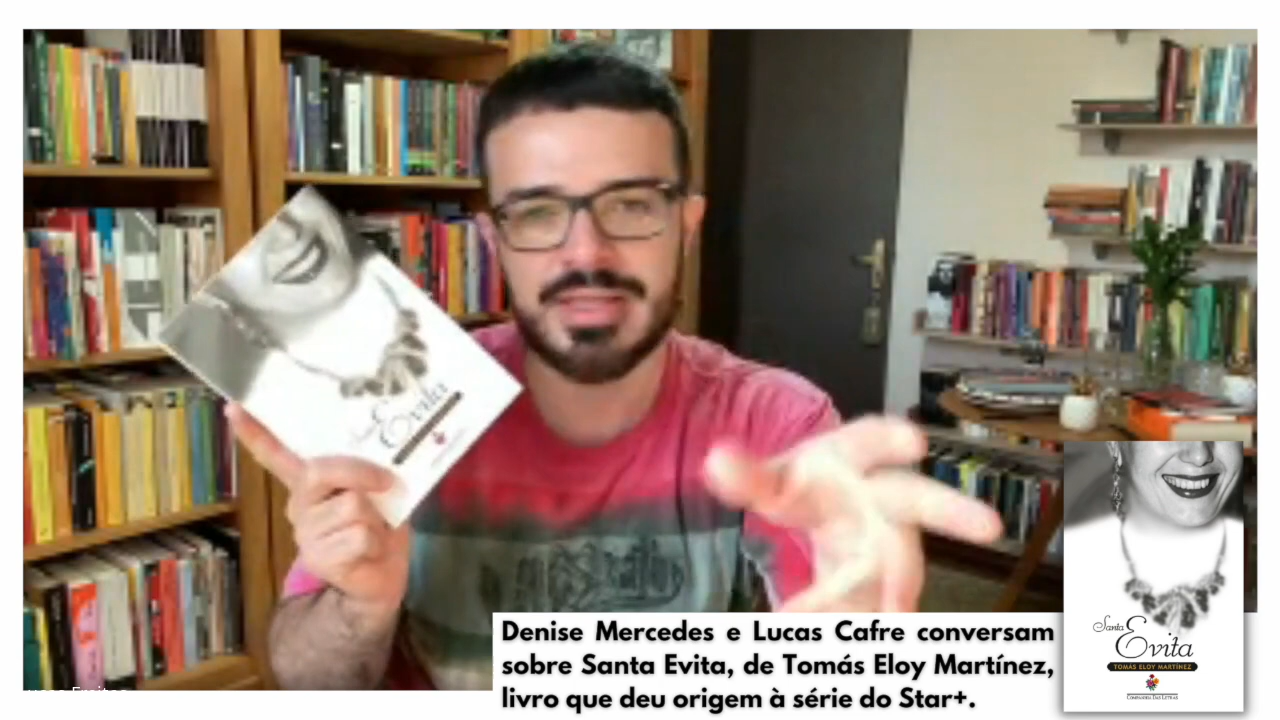 Evita
Denise Mercedes e Lucas Cafre conversam
sobre Santa Evita, de Tomás Eloy Martínez,
livro que deu origem à série do Star+.
Santa
Evita
TOMÁS ELOY MARTÍNEZ
COMPANHIA DAS LETRAS